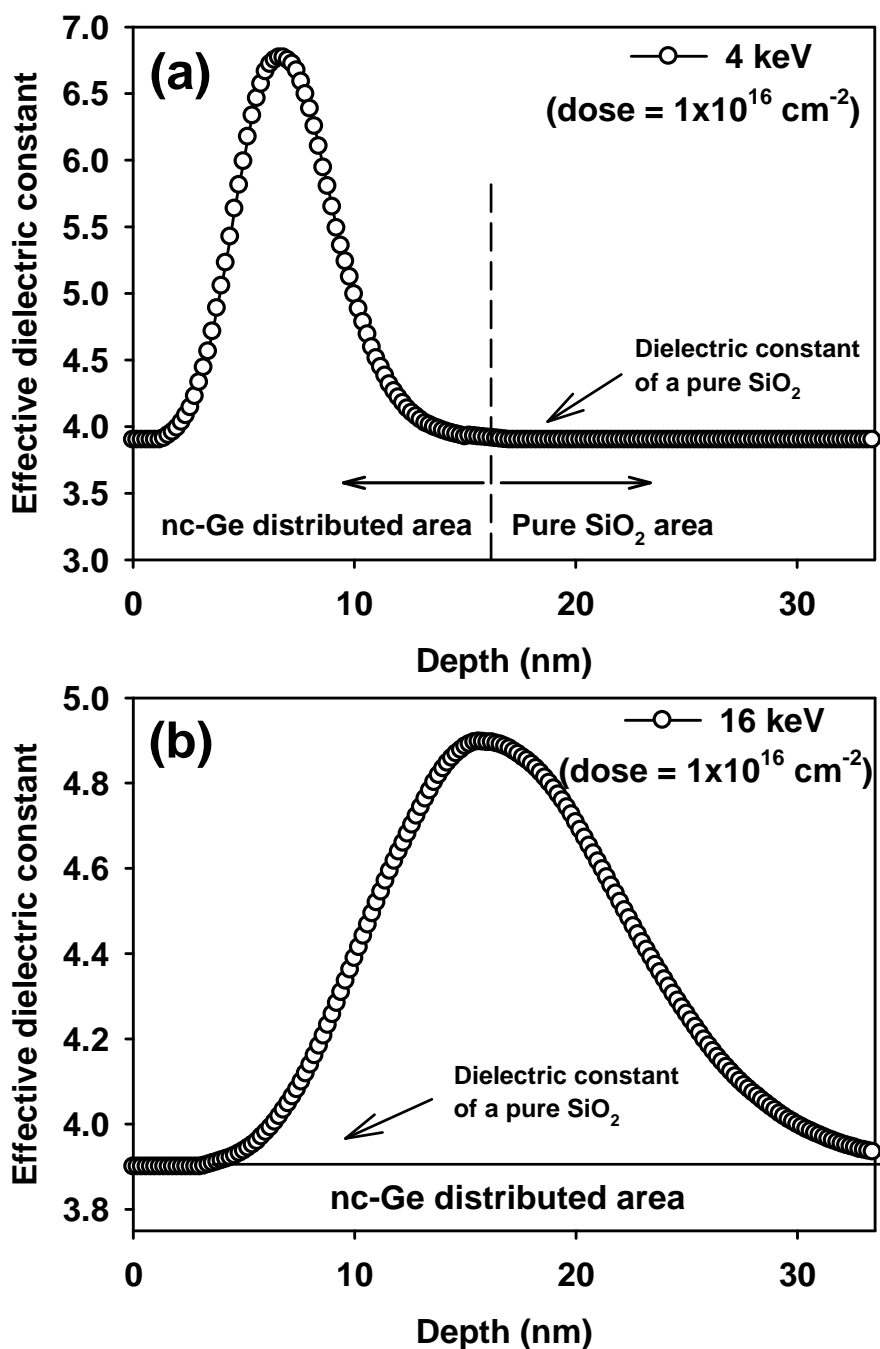 (a)
4 keV
(dose = 1x10¹⁶ cm⁻²)
Effective dielectric constant
7.0
6.5
6.0
5.5
5.0
4.5
4.0
3.5
3.0
Dielectric constant
of a pure SiO₂
nc-Ge distributed area
Pure SiO₂ area
0
10
20
30
Depth (nm)
(b)
16 keV
(dose = 1x10¹⁶ cm⁻²)
Effective dielectric constant
5.0
4.8
4.6
4.4
4.2
4.0
3.8
Dielectric constant
of a pure SiO₂
nc-Ge distributed area
0
10
20
30
Depth (nm)